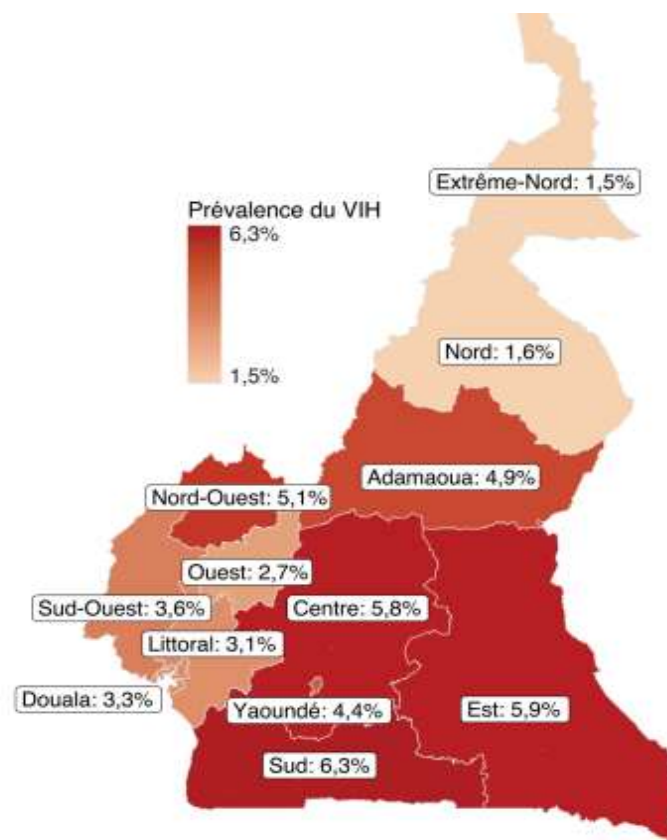 Extrême-Nord: 1,5%
Prévalence du VIH
6,3%
1,5%
Nord: 1,6%
Adamaoua: 4,9%
Nord-Ouest: 5,1%
Ouest: 2,7%
Sud-Ouest: 3,6%
Centre: 5,8%
Littoral: 3,1%
Douala: 3,3%
Yaoundé: 4,4%
Est: 5,9%
Sud: 6,3%